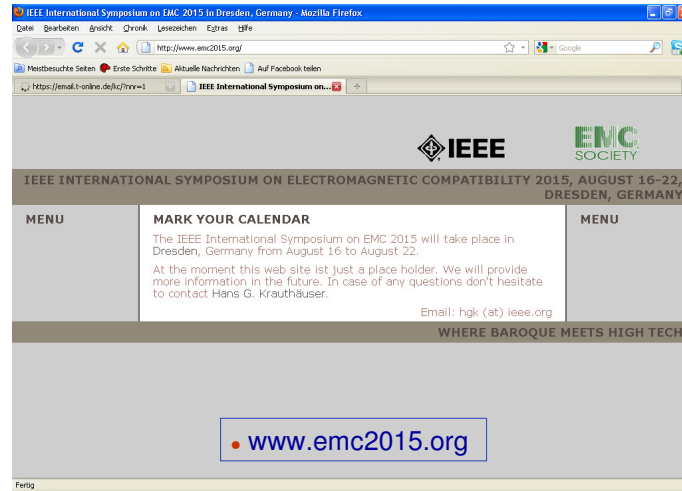 IEEE International Symposium on EMC 2015 in Dresden, Germany - Mozilla Firefox
Datei Bearbeiten Ansicht Chronik Lesezeichen Extras Hilfe
http://www.emc2015.org/ Google
Meistbesuchte Seiten Erste Schritte Aktuelle Nachrichten Auf Facebook teilen
https://email.t-online.de/kc/?nr=1 IEEE International Symposium on...
IEEE EMC
SOCIETY
IEEE INTERNATIONAL SYMPOSIUM ON ELECTROMAGNETIC COMPATIBILITY 2015, AUGUST 16-22,
DRESDEN, GERMANY
MENU MARK YOUR CALENDAR MENU
The IEEE International Symposium on EMC 2015 will take place in
Dresden, Germany from August 16 to August 22.
At the moment this web site ist just a place holder. We will provide
more information in the future. In case of any questions don't hesitate
to contact Hans G. Krauthäuser.
Email: hgk (at) ieee.org
WHERE BAROQUE MEETS HIGH TECH
• www.emc2015.org
Fertig